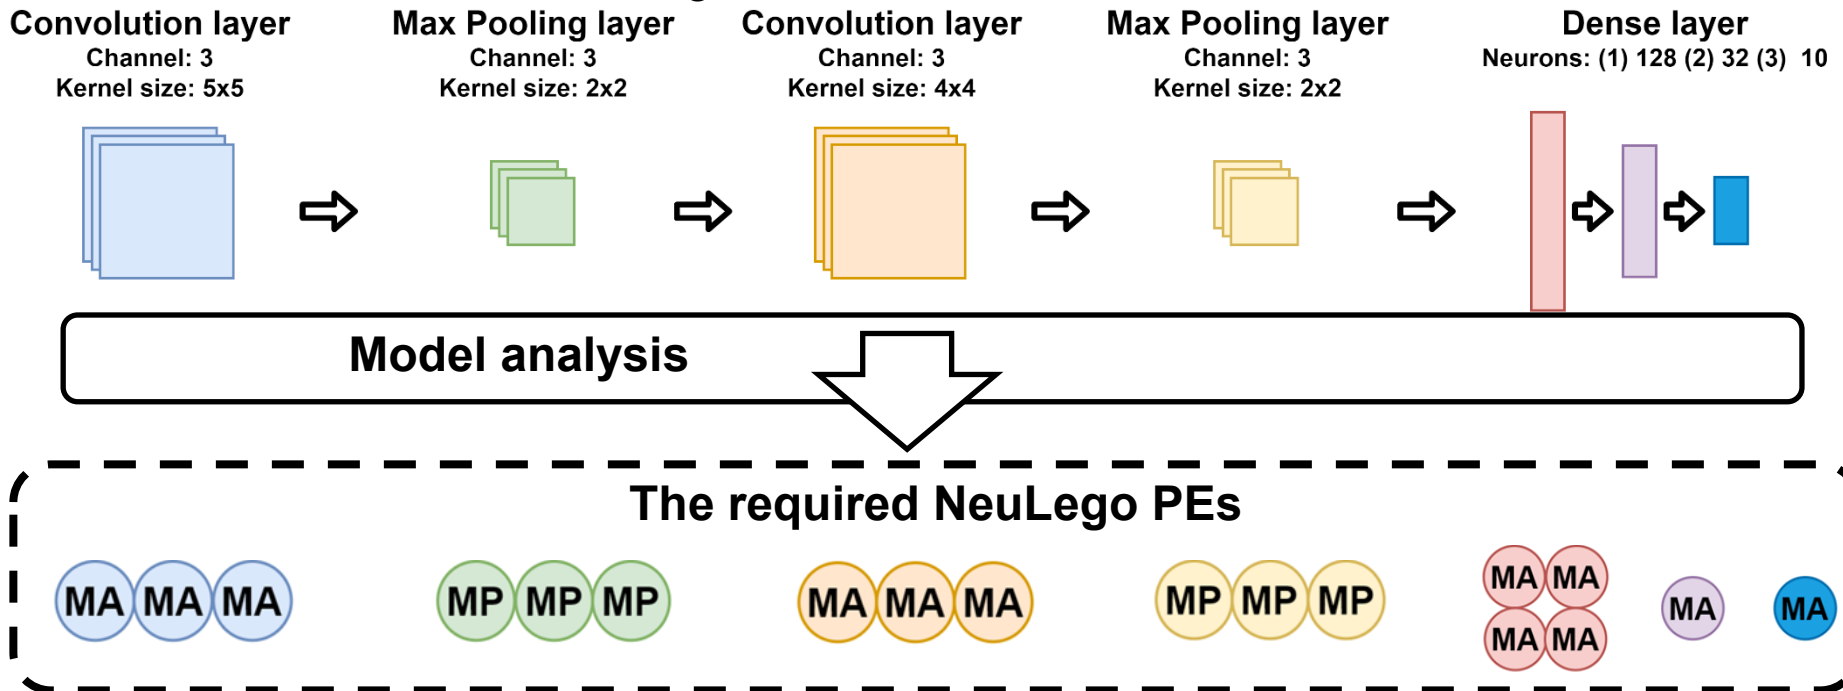 Convolution layer
Channel: 3
Kernel size: 5x5
Max Pooling layer
Channel: 3
Kernel size: 2x2
Convolution layer
Channel: 3
Kernel size: 4x4
Max Pooling layer
Channel: 3
Kernel size: 2x2
Dense layer
Neurons: (1) 128 (2) 32 (3) 10
Model analysis
The required NeuLego PEs
MA MA MA
MP MP MP
MA MA MA
MP MP MP
MA MA
MA MA
MA
MA